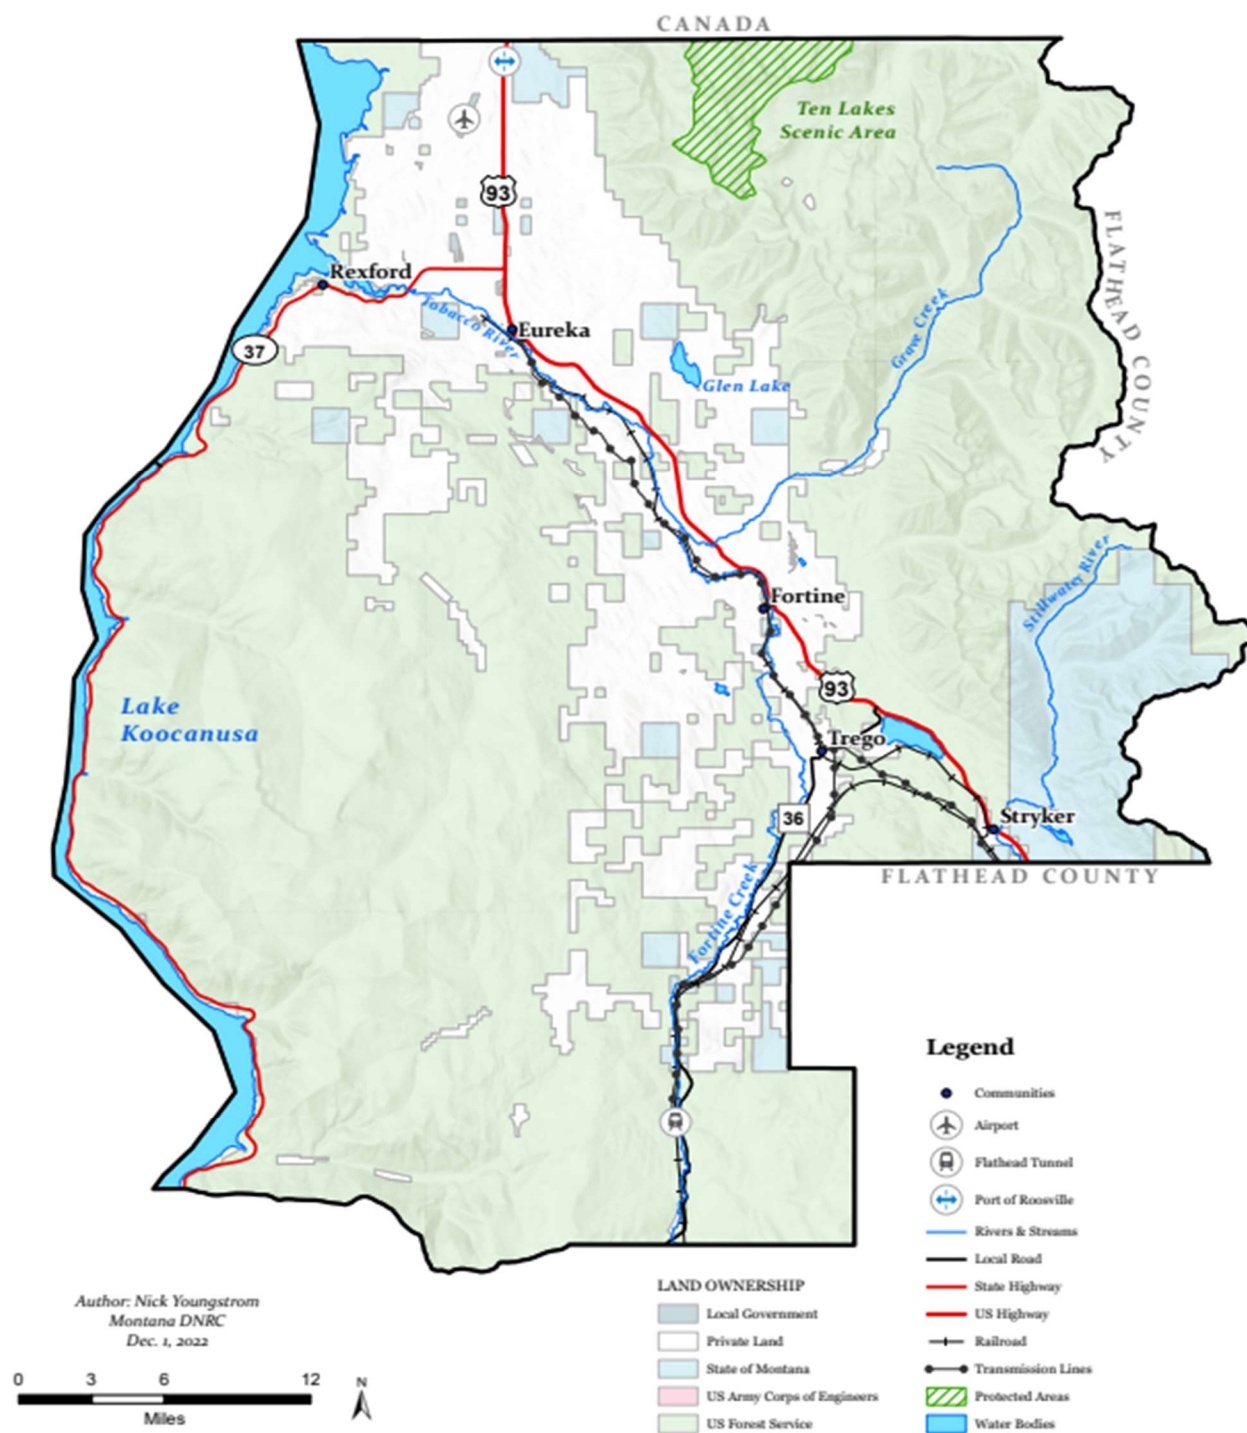 CANADA
Ten Lakes
Scenic Area
93
FLATHEAD COUNTY
Rexford
Tobacco River
Eureka
Grave Creek
37
Glen Lake
Stillwater River
Fortine
93
Lake
Koocanusa
Trego
36
Stryker
FLATHEAD COUNTY
Fortine Creek
Legend
Communities
Airport
Flathead Tunnel
Port of Roosville
Rivers & Streams
Local Road
State Highway
US Highway
Railroad
Transmission Lines
Protected Areas
Water Bodies
LAND OWNERSHIP
Local Government
Private Land
State of Montana
US Army Corps of Engineers
US Forest Service
Author: Nick Youngstrom
Montana DNRC
Dec. 1, 2022
0 3 6 12
Miles
N